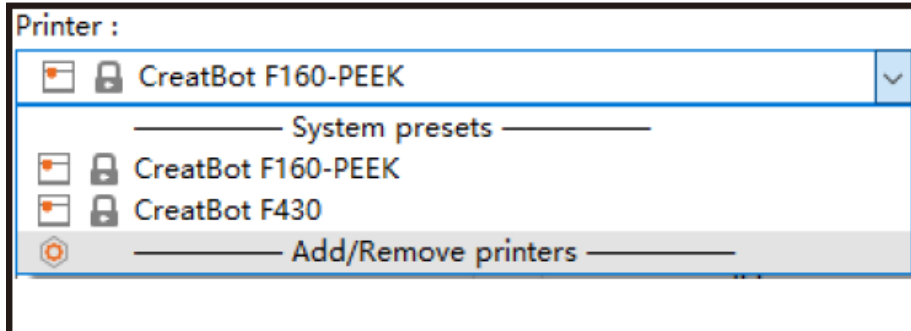 Printer :
CreatBot F160-PEEK
System presets
CreatBot F160-PEEK
CreatBot F430
Add/Remove printers